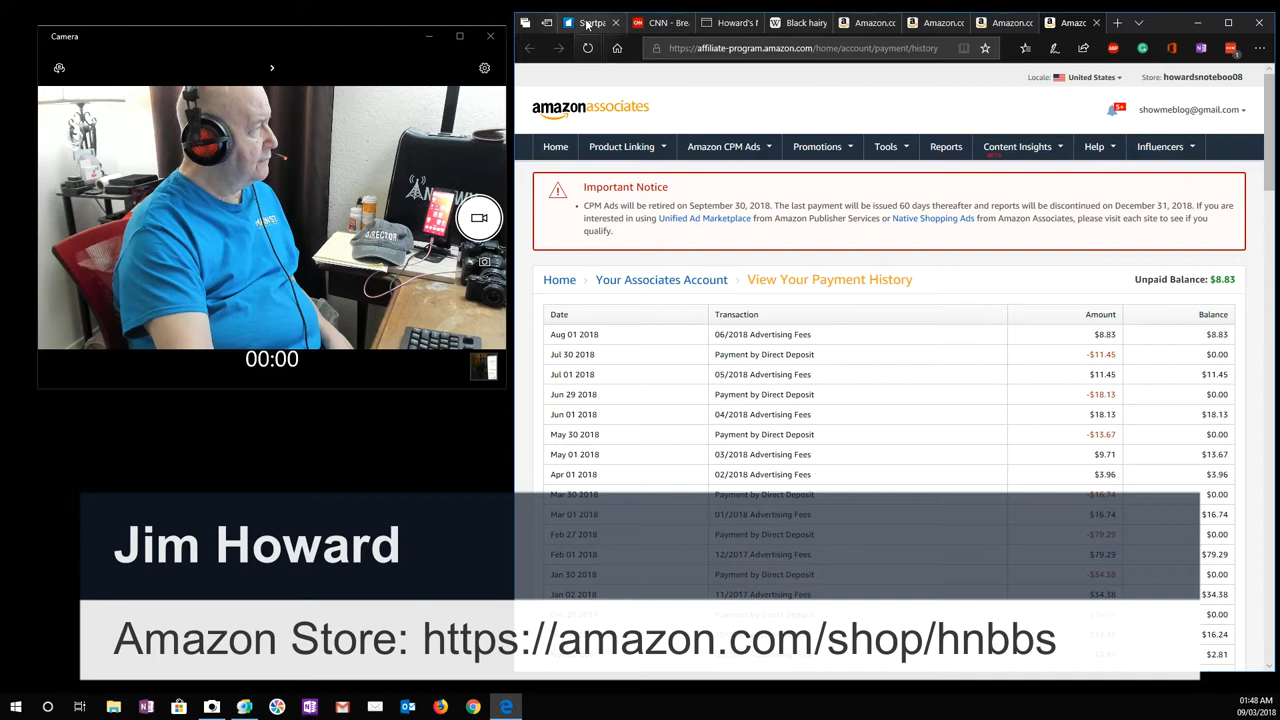 Camera
00:00
Startpa
CNN - Bre
Howard's N
Black hairy
Amazon.co
Amazon.co
Amazon.co
Amazo
https://affiliate-program.amazon.com/home/account/payment/history
Locale: United States
Store: howardsnoteboo08
amazonassociates
5+
showmeblog@gmail.com
Home
Product Linking
Amazon CPM Ads
Promotions
Tools
Reports
Content Insights
BETA
Help
Influencers
Important Notice
• CPM Ads will be retired on September 30, 2018. The last payment will be issued 60 days thereafter and reports will be discontinued on December 31, 2018. If you are
interested in using Unified Ad Marketplace from Amazon Publisher Services or Native Shopping Ads from Amazon Associates, please visit each site to see if you
qualify.
Home
Your Associates Account
View Your Payment History
Unpaid Balance: $8.83
Date Transaction Amount Balance
Aug 01 2018 06/2018 Advertising Fees $8.83 $8.83
Jul 30 2018 Payment by Direct Deposit -$11.45 $0.00
Jul 01 2018 05/2018 Advertising Fees $11.45 $11.45
Jun 29 2018 Payment by Direct Deposit -$18.13 $0.00
Jun 01 2018 04/2018 Advertising Fees $18.13 $18.13
May 30 2018 Payment by Direct Deposit -$13.67 $0.00
May 01 2018 03/2018 Advertising Fees $9.71 $13.67
Apr 01 2018 02/2018 Advertising Fees $3.96 $3.96
Mar 30 2018 Payment by Direct Deposit -$16.74 $0.00
Mar 01 2018 01/2018 Advertising Fees $16.74 $16.74
Feb 27 2018 Payment by Direct Deposit -$79.29 $0.00
Feb 01 2018 12/2017 Advertising Fees $79.29 $79.29
Jan 30 2018 Payment by Direct Deposit -$34.38 $0.00
Jan 02 2018 11/2017 Advertising Fees $34.38 $34.38
$0.00
$16.24
$2.81
DIRECTOR
Jim Howard
Amazon Store: https://amazon.com/shop/hnbbs
01:48 AM
09/03/2018